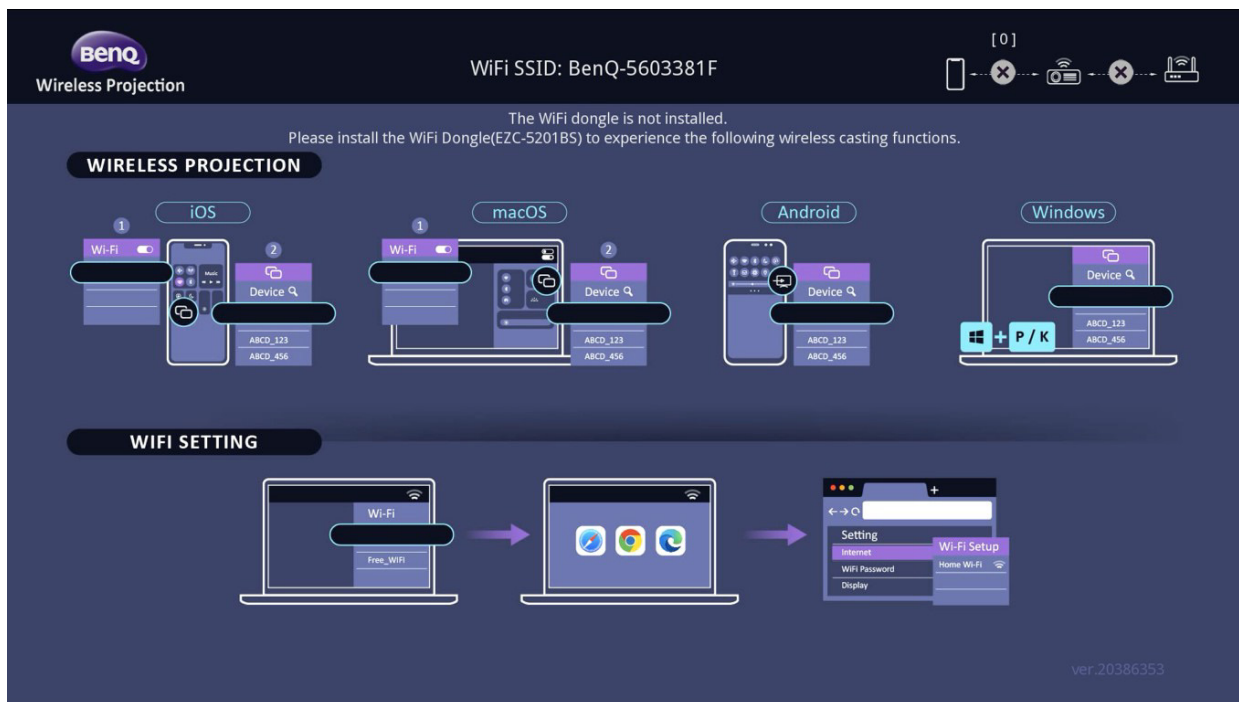 BenQ
Wireless Projection
WiFi SSID: BenQ-5603381F
[ 0 ]
The WiFi dongle is not installed.
Please install the WiFi Dongle(EZC-5201BS) to experience the following wireless casting functions.
WIRELESS PROJECTION
iOS
1
Wi-Fi
Music
2
Device
ABCD_123
ABCD_456
macOS
1
Wi-Fi
2
Device
ABCD_123
ABCD_456
Android
Device
ABCD_123
ABCD_456
Windows
Device
ABCD_123
ABCD_456
+ P / K
WIFI SETTING
Wi-Fi
Free_WIFI
+
Setting
Internet
WiFi Password
Display
Wi-Fi Setup
Home Wi-Fi
ver.20386353